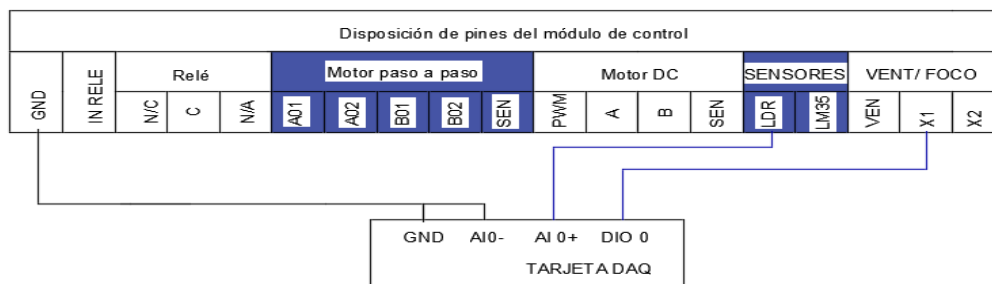 Disposición de pines del módulo de control
GND
IN RELE
Relé
N/C
C
N/A
Motor paso a paso
A01
A02
B01
B02
SEN
Motor DC
PWM
A
B
SEN
SENSORES
LDR
LM35
VENT/ FOCO
VEN
X1
X2
GND AI0- AI 0+ DIO 0
TARJETA DAQ